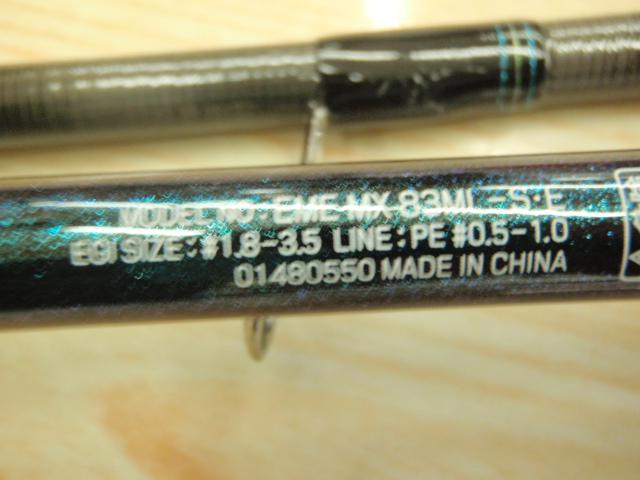 MODEL NO : EME MX 83ML-S・E
EGI SIZE : #1.8-3.5 LINE : PE #0.5-1.0
01480550 MADE IN CHINA